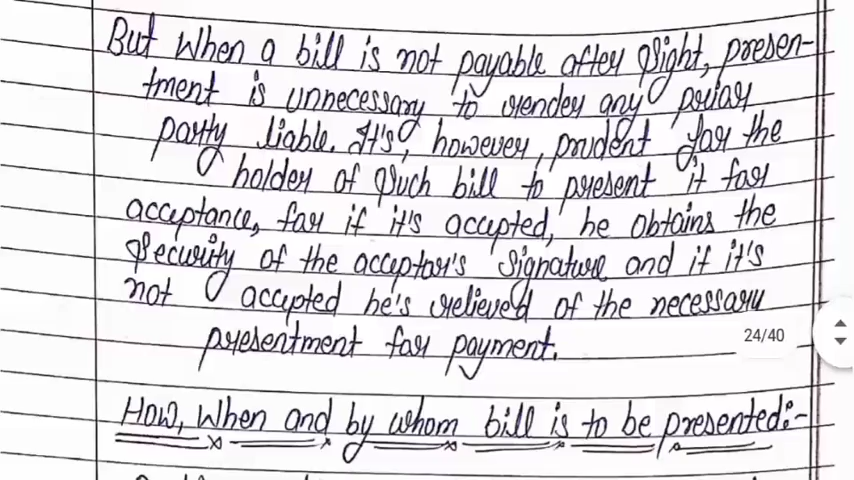 But when a bill is not payable after sight, presen-
tment is unnecessary to render any prior
party liable. It's, however, prudent for the
holder of such bill to present it for
acceptance, for if it's accepted, he obtains the
security of the acceptor's signature and if it's
not accepted he's relieved of the necessary
presentment for payment.
24/40
How, when and by whom bill is to be presented:-